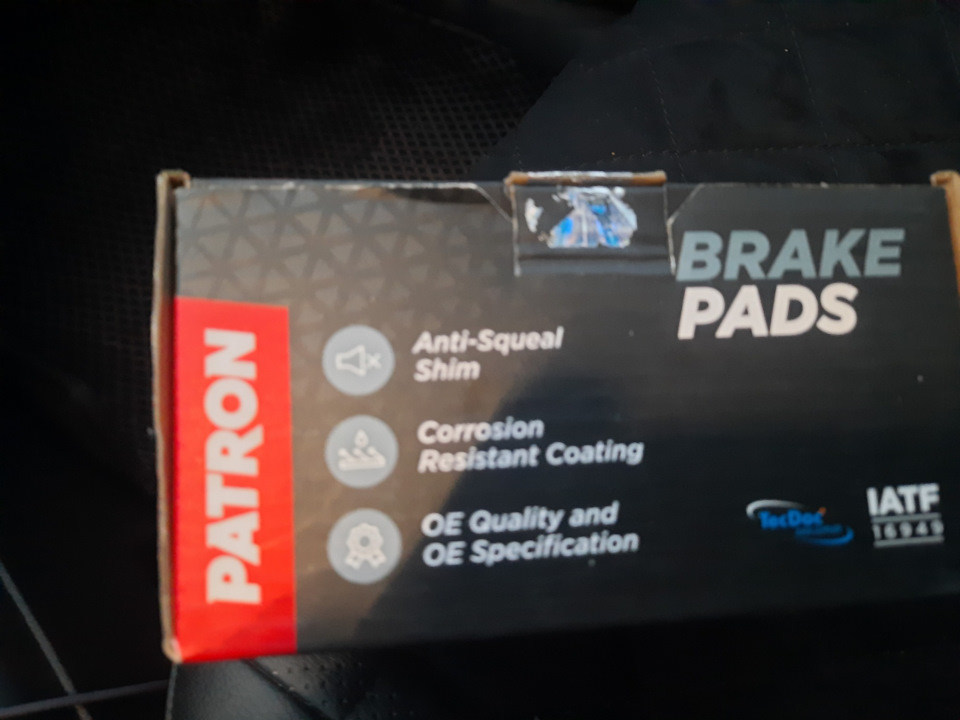 BRAKE
PADS
PATRON
Anti-Squeal
Shim
Corrosion
Resistant Coating
OE Quality and
OE Specification
TecDoc
IATF
16949